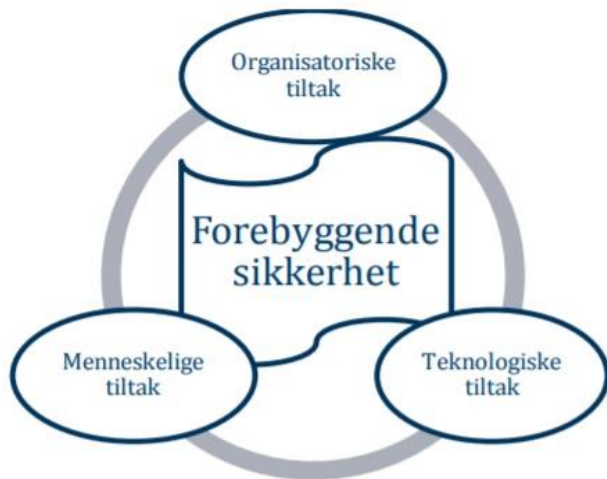 Organisatoriske
tiltak
Forebyggende
sikkerhet
Menneskelige
tiltak
Teknologiske
tiltak